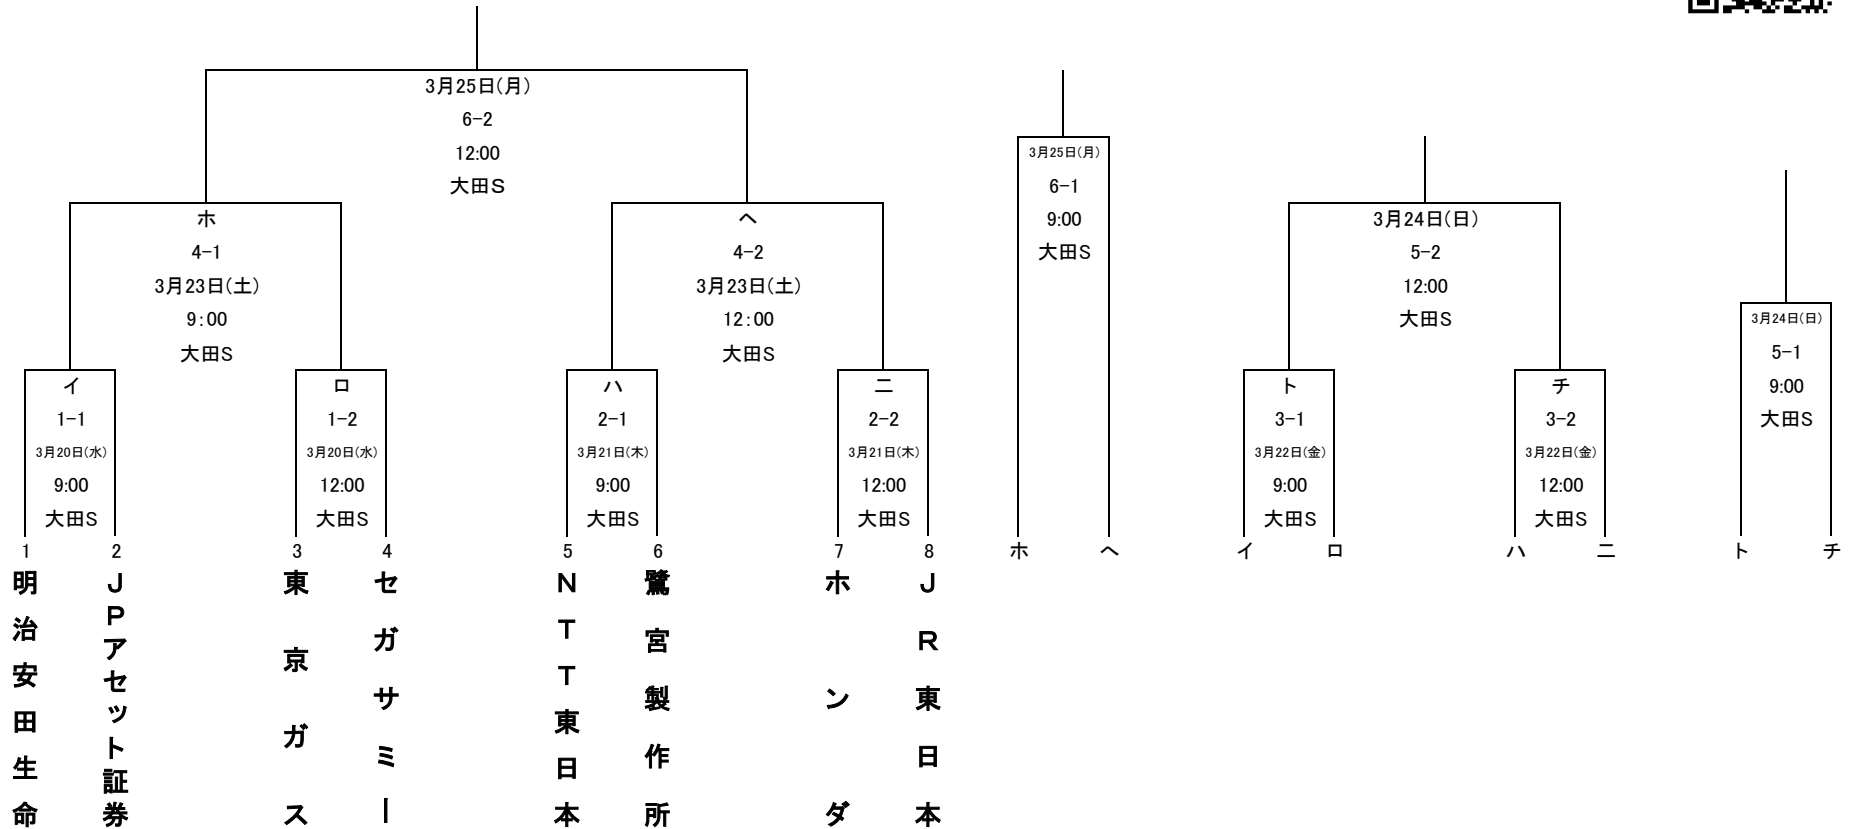 3月25日(月)
6-2
12:00
大田S
ホ
4-1
3月23日(土)
9:00
大田S
ヘ
4-2
3月23日(土)
12:00
大田S
イ
1-1
3月20日(水)
9:00
大田S
ロ
1-2
3月20日(水)
12:00
大田S
ハ
2-1
3月21日(木)
9:00
大田S
ニ
2-2
3月21日(木)
12:00
大田S
1
2
3
4
5
6
7
8
明治安田生命
JPアセット証券
東京ガス
セガサミー
NTT東日本
鷺宮製作所
ホンダ
JR東日本
3月25日(月)
6-1
9:00
大田S
ホ
ヘ
3月24日(日)
5-2
12:00
大田S
ト
3-1
3月22日(金)
9:00
大田S
チ
3-2
3月22日(金)
12:00
大田S
イ
ロ
ハ
ニ
3月24日(日)
5-1
9:00
大田S
ト
チ